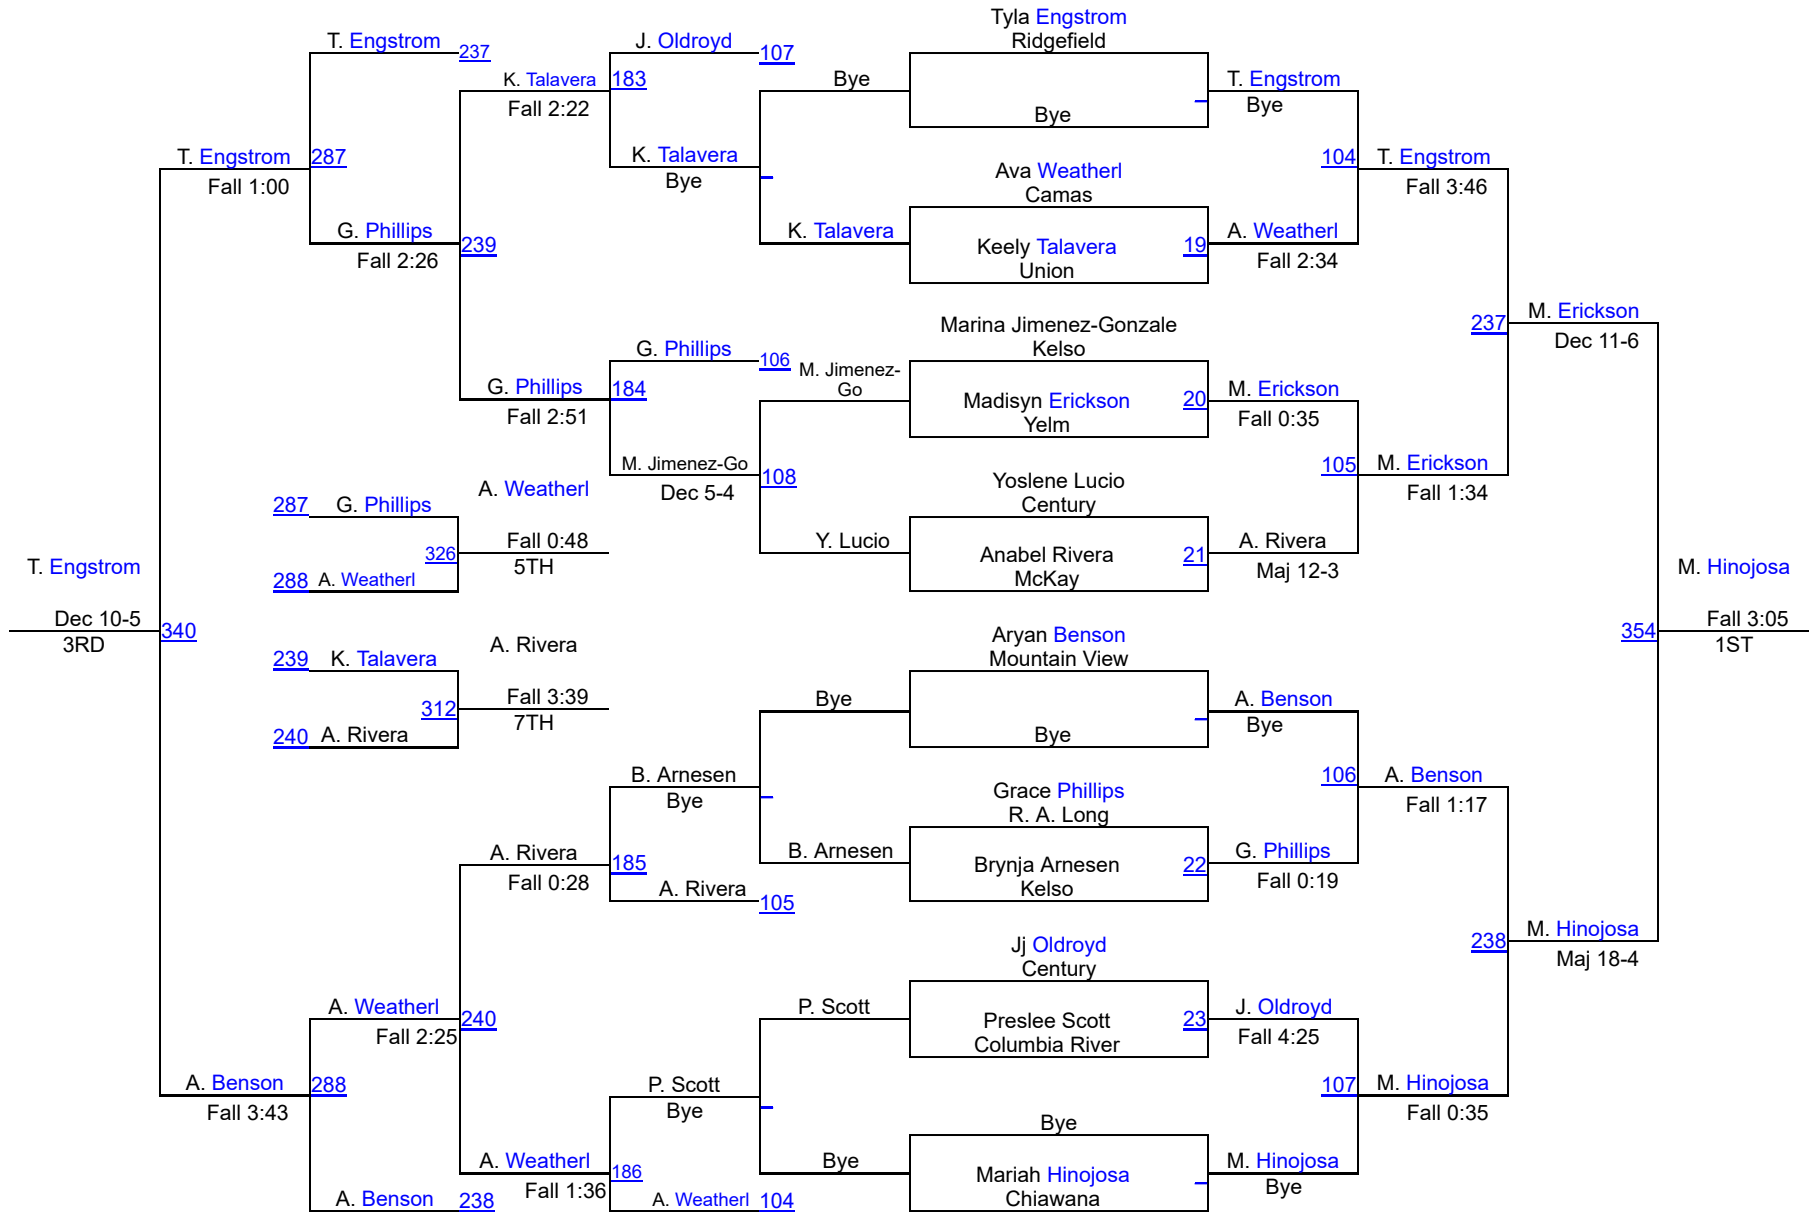 Tyla Engstrom
Ridgefield
T. Engstrom
237
J. Oldroyd
107
K. Talavera
183
Fall 2:22
Bye
Bye
T. Engstrom
Bye
T. Engstrom
287
Fall 1:00
K. Talavera
Bye
Ava Weatherl
Camas
104
T. Engstrom
Fall 3:46
G. Phillips
239
Fall 2:26
K. Talavera
Keely Talavera
Union
19
A. Weatherl
Fall 2:34
Marina Jimenez-Gonzale
Kelso
237
M. Erickson
Dec 11-6
G. Phillips
106
M. Jimenez-
Go
G. Phillips
184
Fall 2:51
Madisyn Erickson
Yelm
20
M. Erickson
Fall 0:35
M. Jimenez-Go
108
Dec 5-4
Yoslene Lucio
Century
105
M. Erickson
Fall 1:34
A. Weatherl
287
G. Phillips
326
Fall 0:48
5TH
288
A. Weatherl
Y. Lucio
Anabel Rivera
McKay
21
A. Rivera
Maj 12-3
T. Engstrom
Dec 10-5
3RD
340
M. Hinojosa
354
Fall 3:05
1ST
A. Rivera
239
K. Talavera
312
Fall 3:39
7TH
240
A. Rivera
Aryan Benson
Mountain View
Bye
Bye
A. Benson
Bye
B. Arnesen
Bye
Grace Phillips
R. A. Long
106
A. Benson
Fall 1:17
A. Rivera
185
Fall 0:28
A. Rivera
105
B. Arnesen
Brynja Arnesen
Kelso
22
G. Phillips
Fall 0:19
Jj Oldroyd
Century
238
M. Hinojosa
Maj 18-4
A. Weatherl
240
Fall 2:25
P. Scott
Preslee Scott
Columbia River
23
J. Oldroyd
Fall 4:25
A. Benson
288
Fall 3:43
P. Scott
Bye
Bye
107
M. Hinojosa
Fall 0:35
A. Weatherl
186
Fall 1:36
Bye
Mariah Hinojosa
Chiawana
M. Hinojosa
Bye
A. Benson
238
A. Weatherl
104